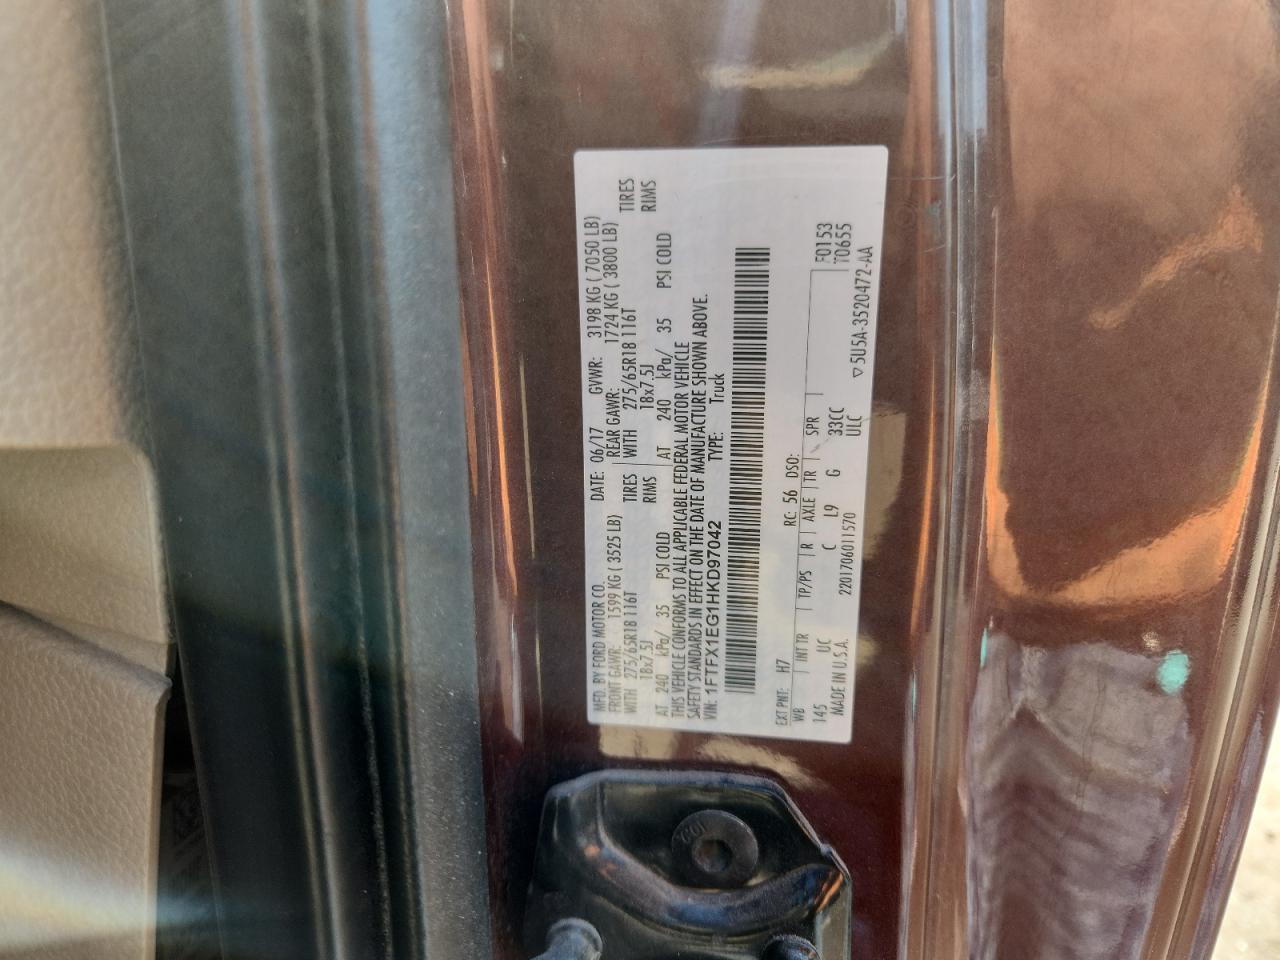 MFD. BY FORD MOTOR CO. DATE: 06/17 GVWR: 3198 KG ( 7050 LB)
FRONT GAWR: 1599 KG ( 3525 LB) REAR GAWR: 1724 KG ( 3800 LB)
WITH 275/65R18 116T TIRES WITH 275/65R18 116T TIRES
18x7.5J RIMS 18x7.5J RIMS
AT 240 kPa/ 35 PSI COLD AT 240 kPa/ 35 PSI COLD
THIS VEHICLE CONFORMS TO ALL APPLICABLE FEDERAL MOTOR VEHICLE
SAFETY STANDARDS IN EFFECT ON THE DATE OF MANUFACTURE SHOWN ABOVE.
VIN: 1FTFX1EG1HKD97042 TYPE: Truck
EXT PNT: H7 RC: 56 DSO:
WB INT TR TP/PS R AXLE TR SPR F0153
145 UC C L9 G 33CC T0655
MADE IN U.S.A. 2201706011570 ULC
▽5U5A-3520472-AA